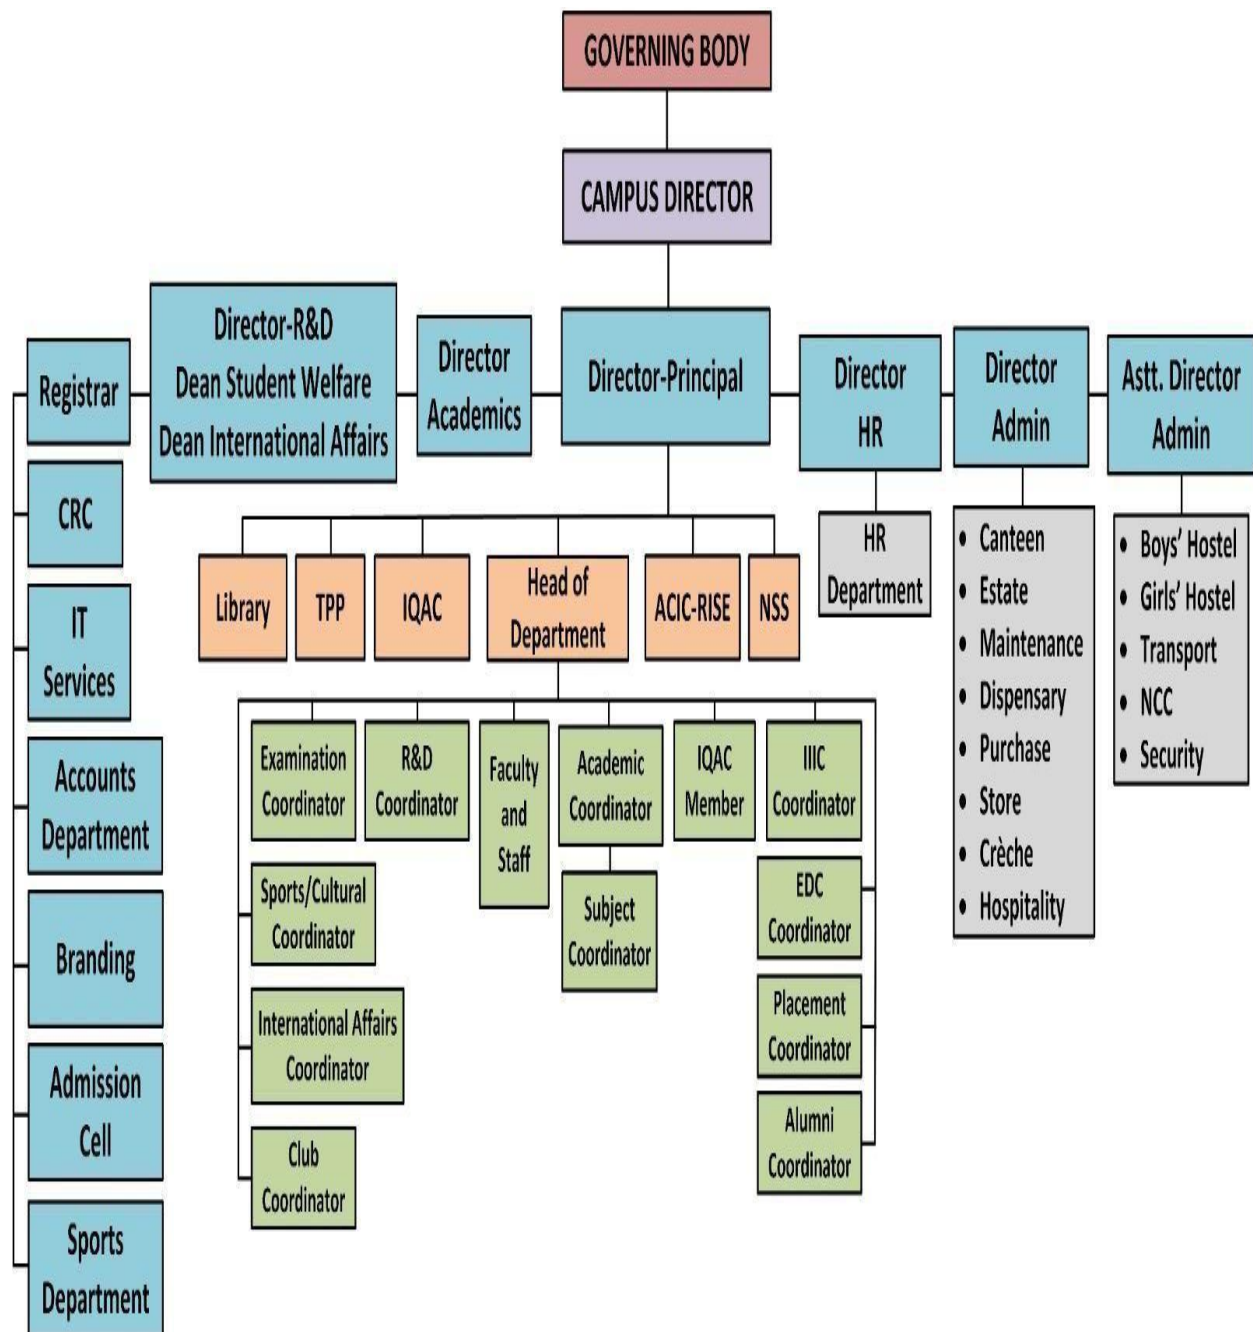 GOVERNING BODY
CAMPUS DIRECTOR
Registrar
Director-R&D
Dean Student Welfare
Dean International Affairs
Director
Academics
Director-Principal
Director
HR
Director
Admin
Astt. Director
Admin
CRC
IT
Services
Accounts
Department
Branding
Admission
Cell
Sports
Department
Library
TPP
IQAC
Head of
Department
ACIC-RISE
NSS
HR
Department
• Canteen
• Estate
• Maintenance
• Dispensary
• Purchase
• Store
• Crèche
• Hospitality
• Boys' Hostel
• Girls' Hostel
• Transport
• NCC
• Security
Examination
Coordinator
R&D
Coordinator
Faculty
and
Staff
Academic
Coordinator
IQAC
Member
IIIC
Coordinator
Sports/Cultural
Coordinator
Subject
Coordinator
EDC
Coordinator
International Affairs
Coordinator
Placement
Coordinator
Club
Coordinator
Alumni
Coordinator